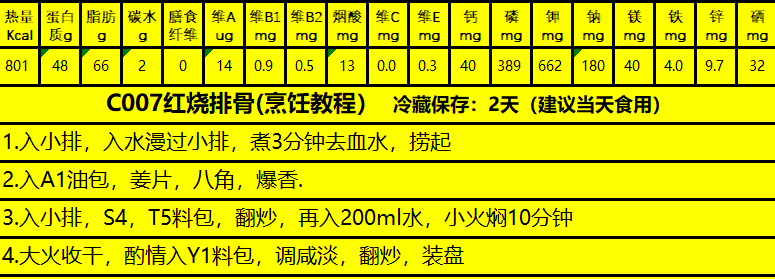 热量Kcal 蛋白质g 脂肪g 碳水g 膳食纤维 维A ug 维B1 mg 维B2 mg 烟酸mg 维C mg 维E mg 钙mg 磷mg 钾mg 钠mg 镁mg 铁mg 锌mg 硒mg
801 48 66 2 0 14 0.9 0.5 13 0.0 0.3 40 389 662 180 40 4.0 9.7 32
C007红烧排骨(烹饪教程） 冷藏保存：2天（建议当天食用）
1.入小排，入水漫过小排，煮3分钟去血水，捞起
2.入A1油包，姜片，八角，爆香.
3.入小排，S4，T5料包，翻炒，再入200ml水，小火焖10分钟
4.大火收干，酌情入Y1料包，调咸淡，翻炒，装盘